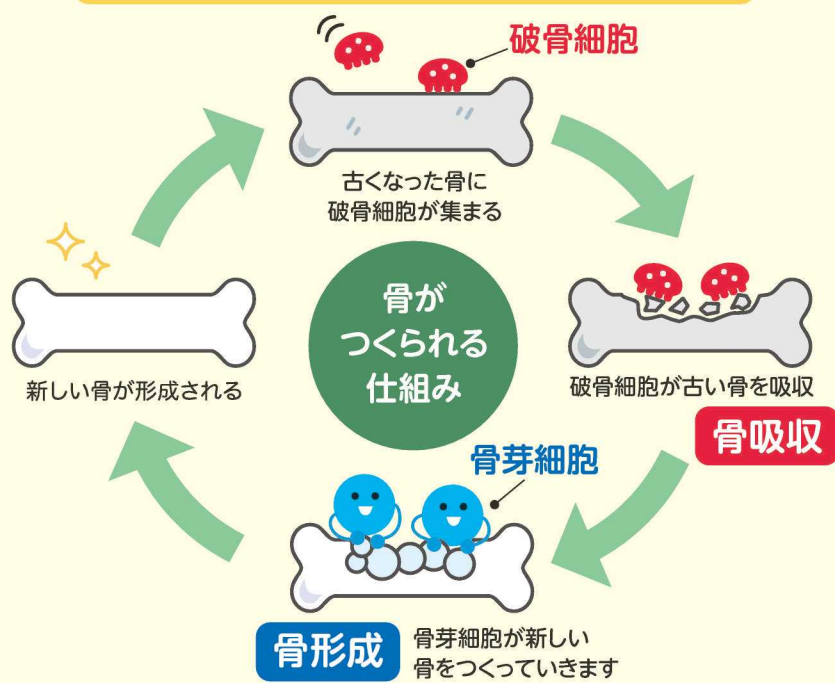 破骨細胞
古くなった骨に
破骨細胞が集まる
骨が
つくられる
仕組み
新しい骨が形成される
破骨細胞が古い骨を吸収
骨吸収
骨芽細胞
骨形成
骨芽細胞が新しい
骨をつくっていきます